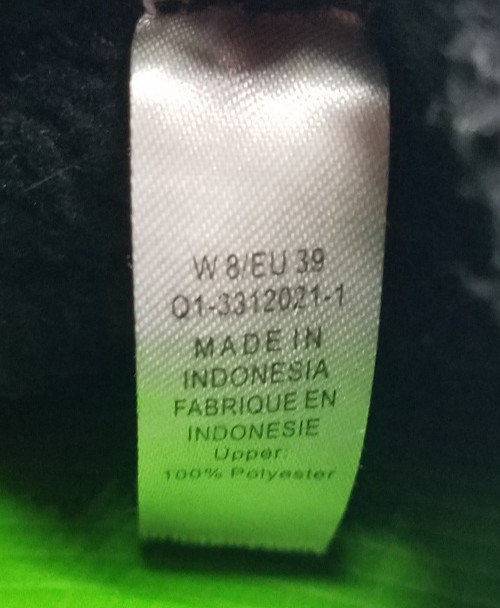 W 8/EU 39
Q1-3312021-1
MADE IN
INDONESIA
FABRIQUE EN
INDONESIE
Upper:
100% Polyester